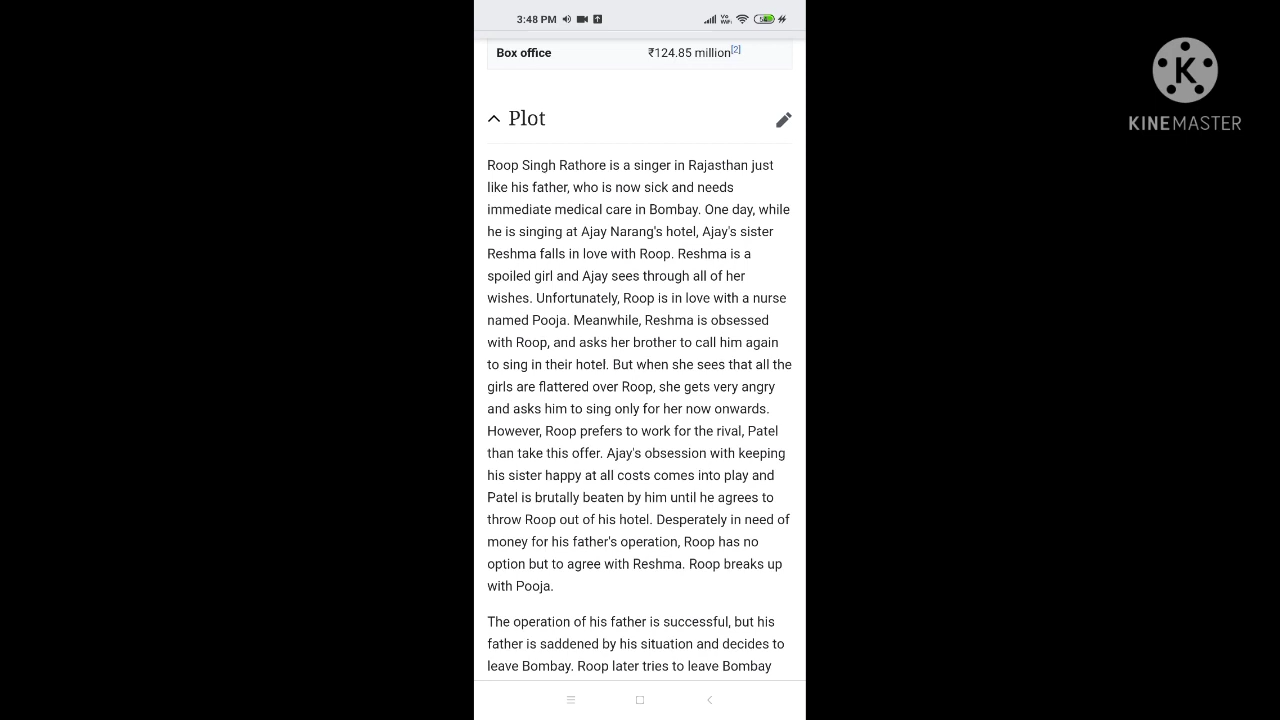 3:48 PM
Vo
WiFi
54
Box office ₹124.85 million[2]
Plot
Roop Singh Rathore is a singer in Rajasthan just
like his father, who is now sick and needs
immediate medical care in Bombay. One day, while
he is singing at Ajay Narang's hotel, Ajay's sister
Reshma falls in love with Roop. Reshma is a
spoiled girl and Ajay sees through all of her
wishes. Unfortunately, Roop is in love with a nurse
named Pooja. Meanwhile, Reshma is obsessed
with Roop, and asks her brother to call him again
to sing in their hotel. But when she sees that all the
girls are flattered over Roop, she gets very angry
and asks him to sing only for her now onwards.
However, Roop prefers to work for the rival, Patel
than take this offer. Ajay's obsession with keeping
his sister happy at all costs comes into play and
Patel is brutally beaten by him until he agrees to
throw Roop out of his hotel. Desperately in need of
money for his father's operation, Roop has no
option but to agree with Reshma. Roop breaks up
with Pooja.
The operation of his father is successful, but his
father is saddened by his situation and decides to
leave Bombay. Roop later tries to leave Bombay
K
KINEMASTER